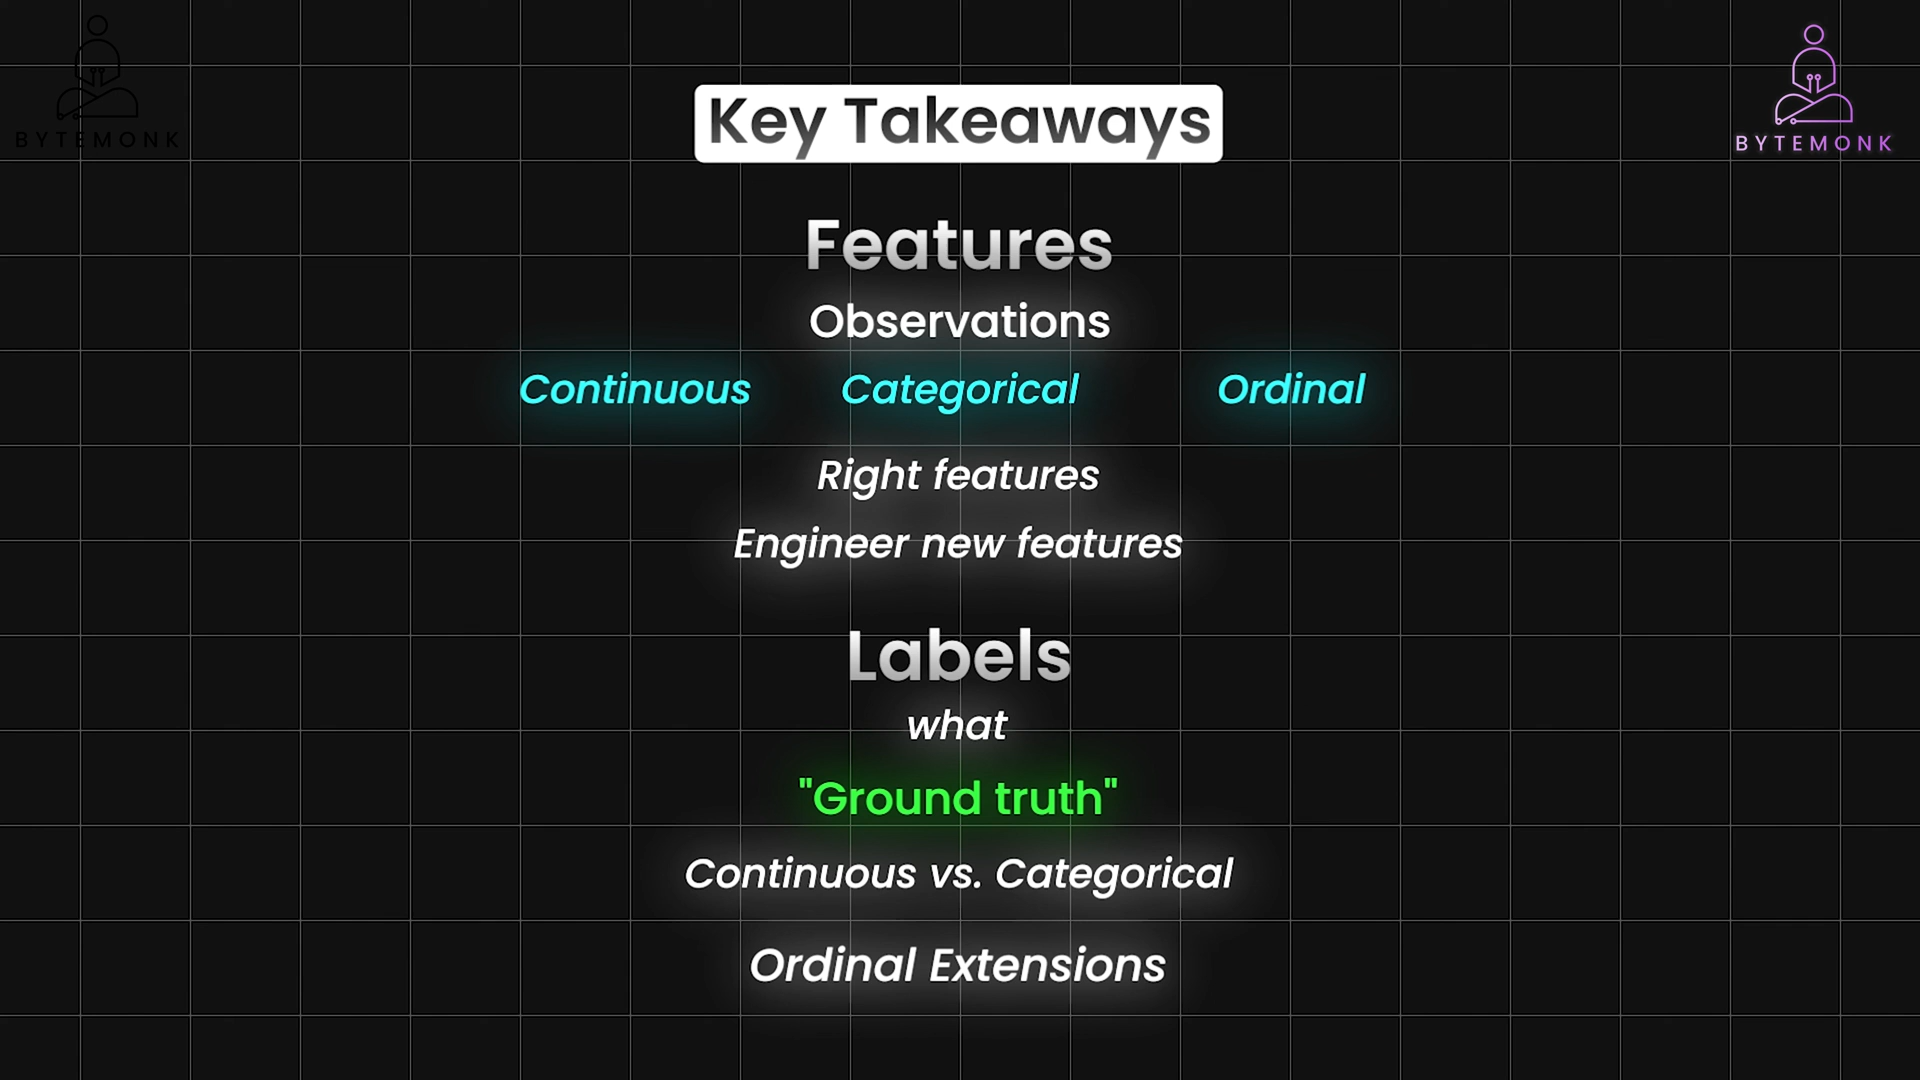 BYTEMONK
BYTEMONK
Key Takeaways
Features
Observations
Continuous Categorical Ordinal
Right features
Engineer new features
Labels
what
"Ground truth"
Continuous vs. Categorical
Ordinal Extensions